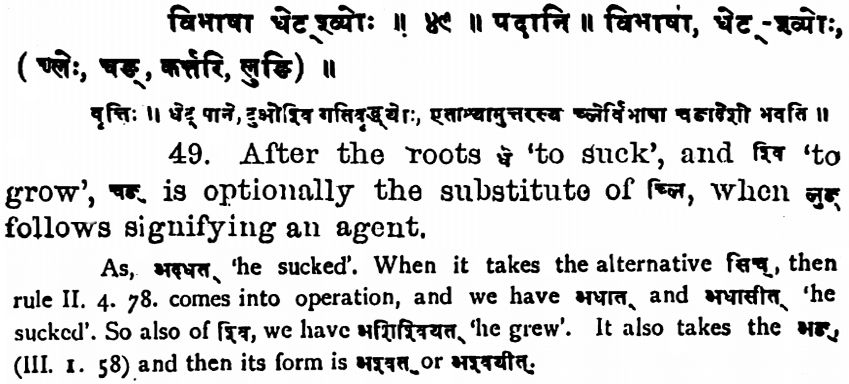 विभाषा धेट्श्व्योः ॥ ४९ ॥ पदानि ॥ विभाषा, धेट्-श्व्योः,
( च्लेः, चङ्, कर्त्तरि, लुङि) ॥
वृत्तिः ॥ धेट् पाने, टुओश्वि गतिवृद्ध्योः, एताभ्यामुत्तरस्य च्लेर्विभाषा चङादेशो भवति ॥
49. After the roots धे 'to suck', and श्वि 'to
grow', चङ् is optionally the substitute of च्लि, when लुङ्
follows signifying an agent.
As, अदधत् 'he sucked'. When it takes the alternative सिच्, then
rule II. 4. 78. comes into operation, and we have अधात् and अधासीत् 'he
sucked'. So also of श्वि, we have अशिश्वियत् 'he grew'. It also takes the अङ्
(III. 1. 58) and then its form is अश्वत् or अश्वयीत्.